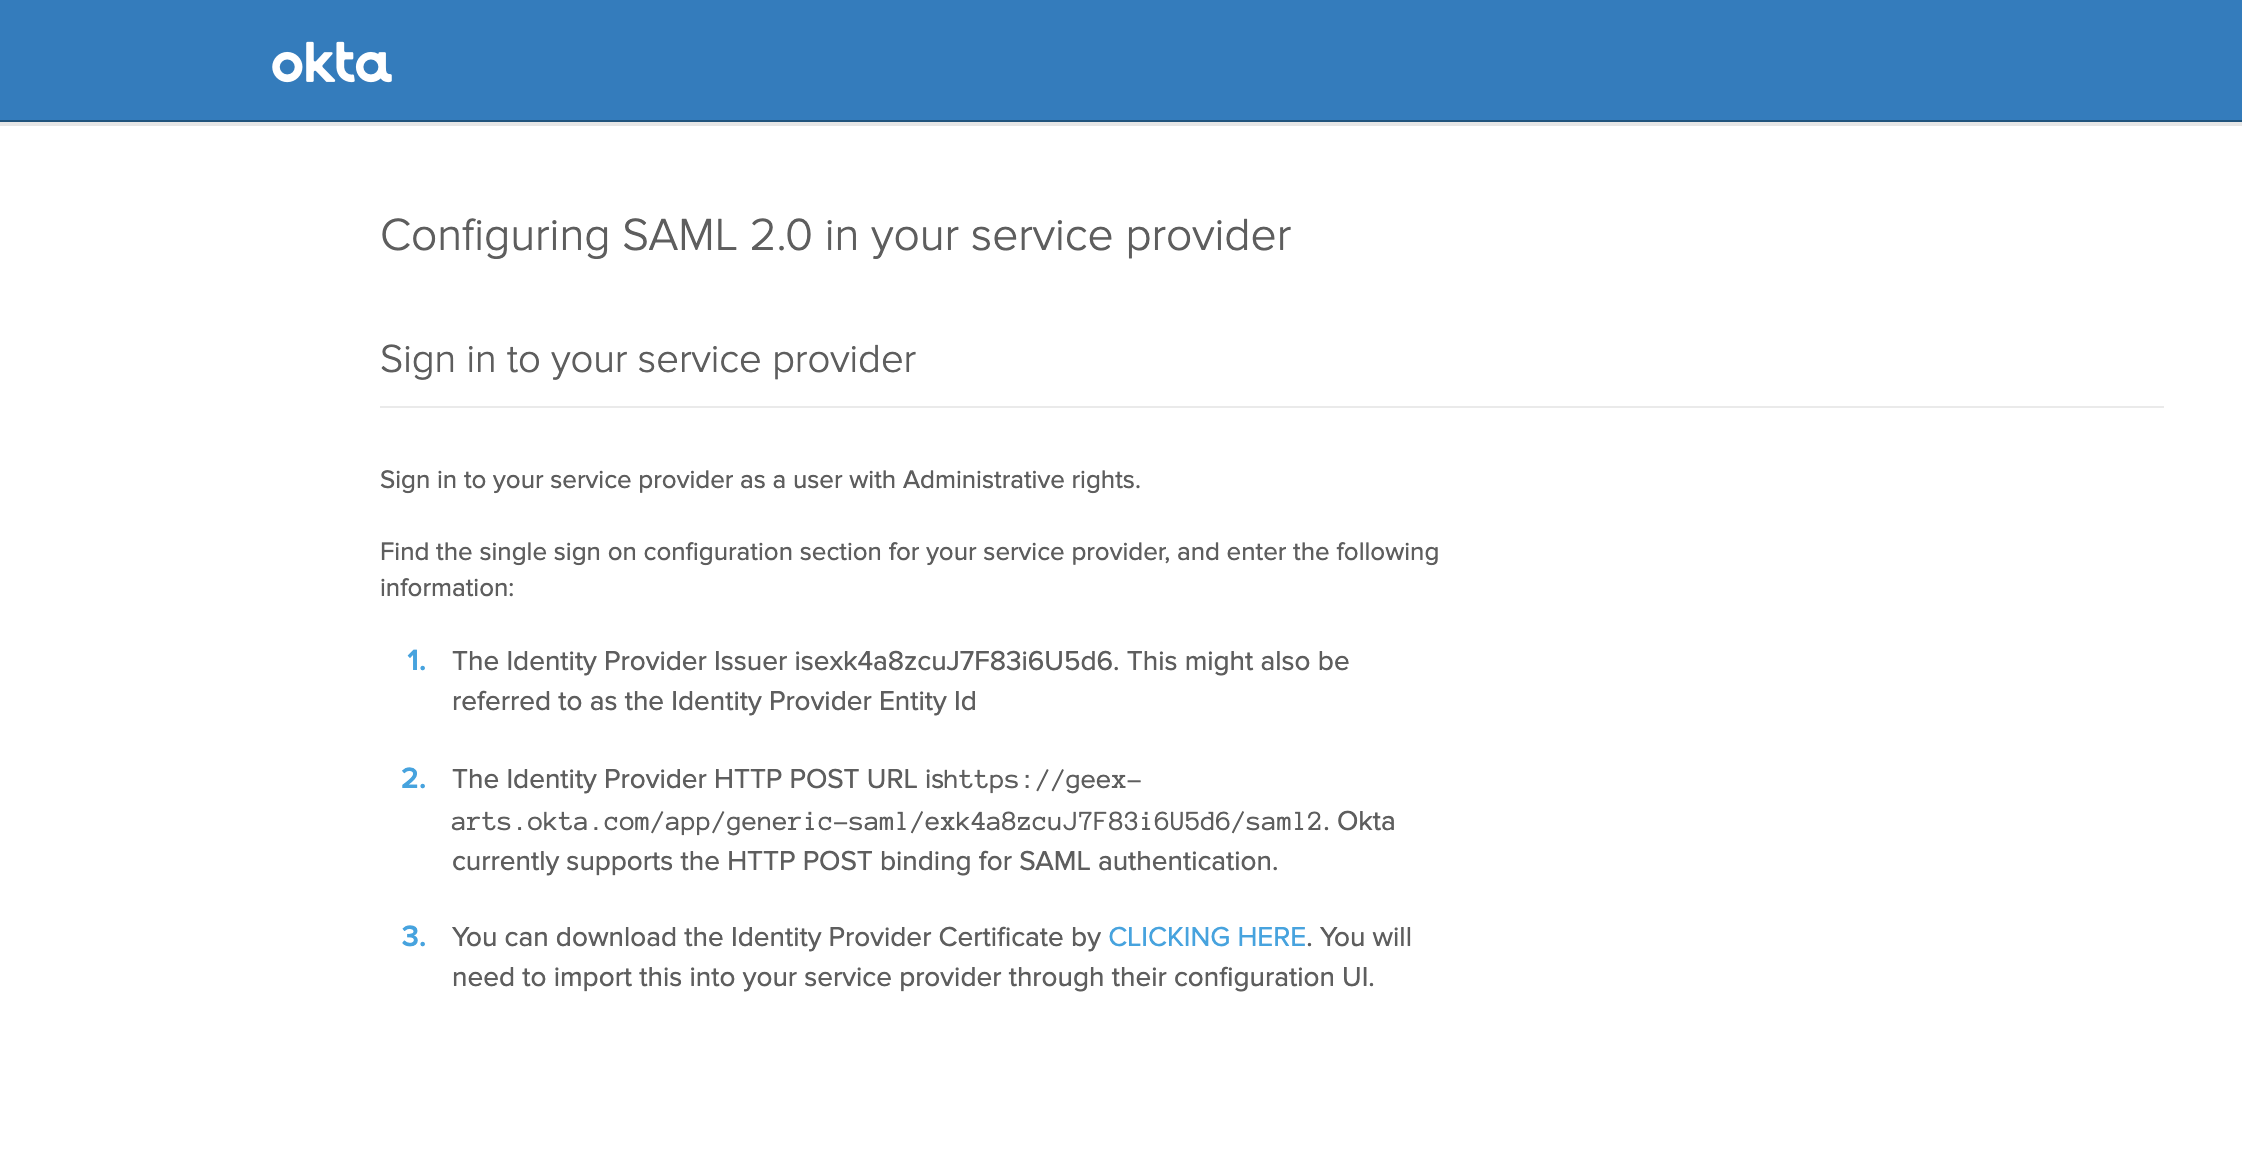 okta
Configuring SAML 2.0 in your service provider
Sign in to your service provider
Sign in to your service provider as a user with Administrative rights.
Find the single sign on configuration section for your service provider, and enter the following
information:
1. The Identity Provider Issuer isexk4a8zcuJ7F83i6U5d6. This might also be
referred to as the Identity Provider Entity Id
2. The Identity Provider HTTP POST URL ishttps://geex-
arts.okta.com/app/generic-saml/exk4a8zcuJ7F83i6U5d6/saml2. Okta
currently supports the HTTP POST binding for SAML authentication.
3. You can download the Identity Provider Certificate by CLICKING HERE. You will
need to import this into your service provider through their configuration UI.